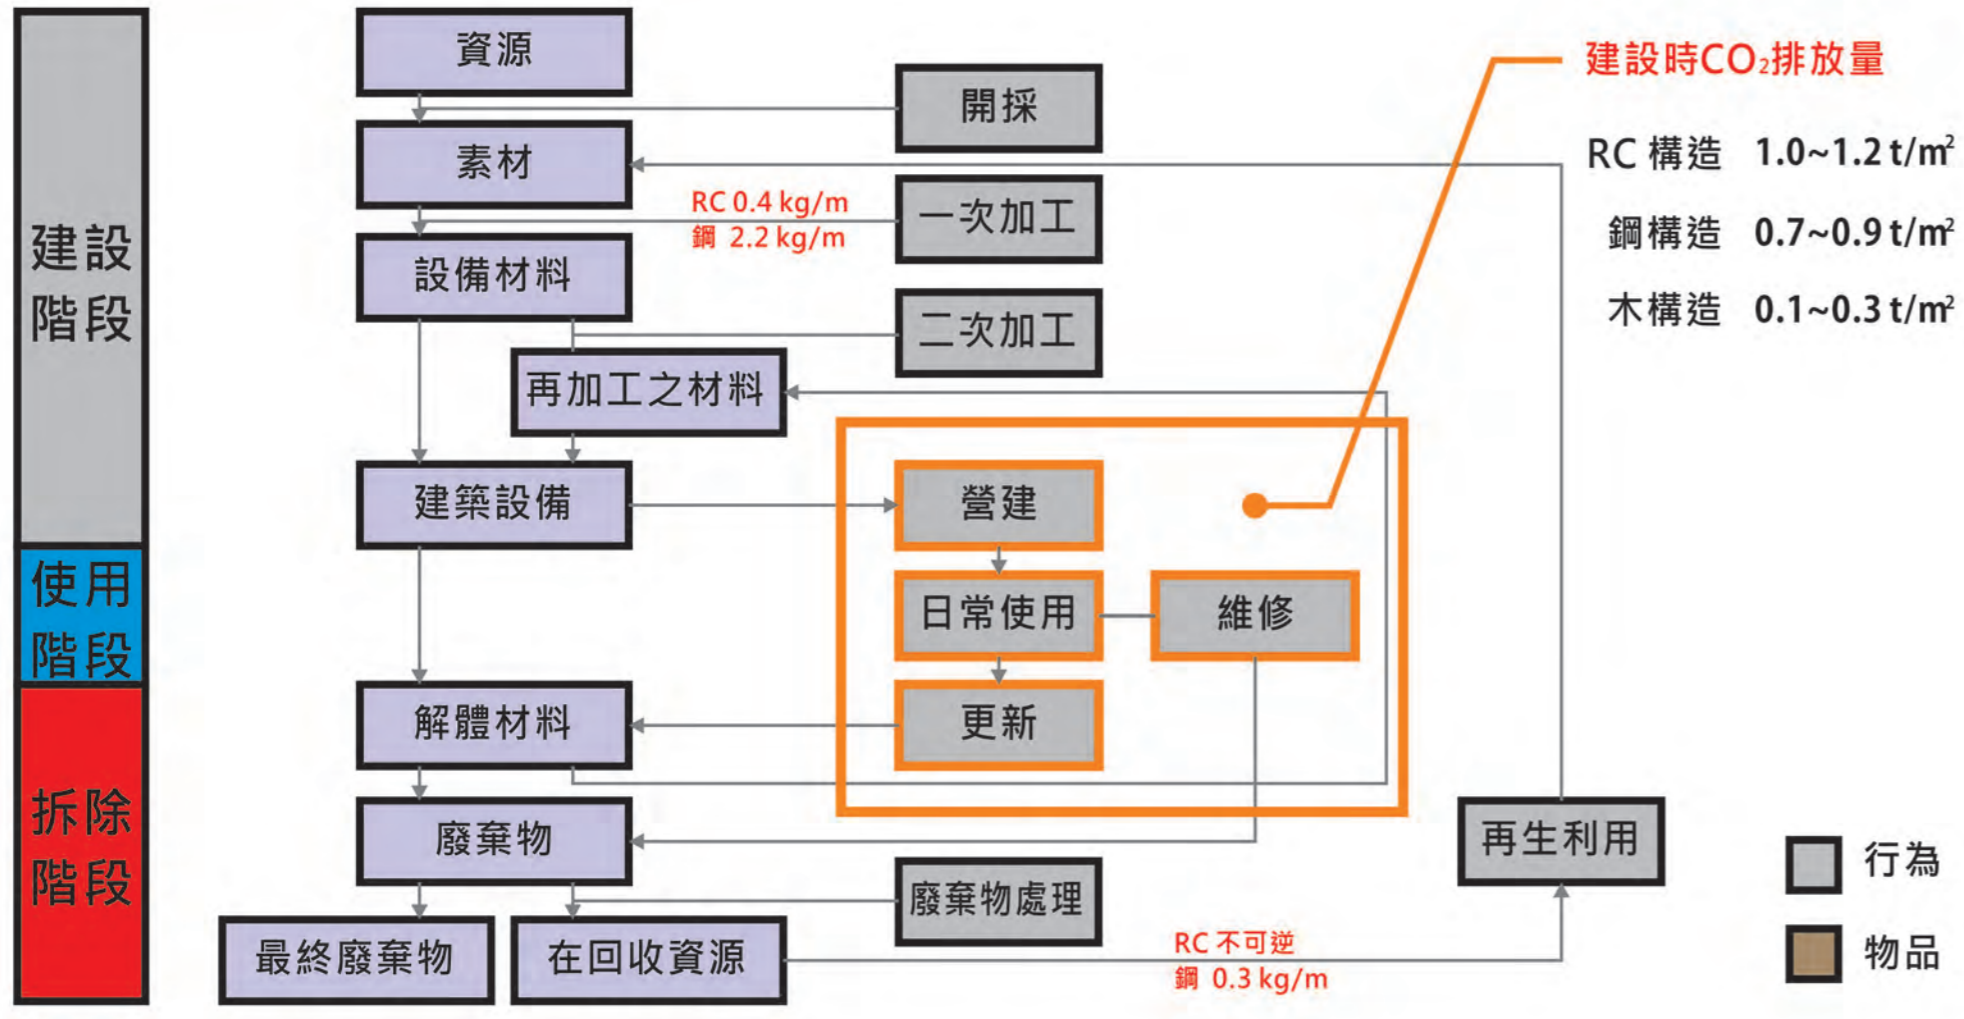 建設
階段
使用
階段
拆除
階段
資源
開採
素材
RC 0.4 kg/m
鋼 2.2 kg/m
一次加工
設備材料
二次加工
再加工之材料
建築設備
營建
日常使用
維修
解體材料
更新
廢棄物
廢棄物處理
最終廢棄物
在回收資源
RC 不可逆
鋼 0.3 kg/m
再生利用
建設時CO₂排放量
RC 構造 1.0~1.2 t/m²
鋼構造 0.7~0.9 t/m²
木構造 0.1~0.3 t/m²
行為
物品